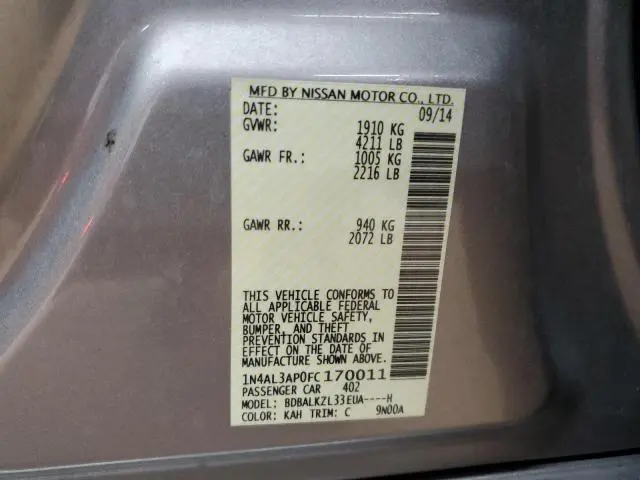 MFD BY NISSAN MOTOR CO., LTD.
DATE: 09/14
GVWR: 1910 KG
4211 LB
GAWR FR.: 1005 KG
2216 LB
GAWR RR.: 940 KG
2072 LB
THIS VEHICLE CONFORMS TO
ALL APPLICABLE FEDERAL
MOTOR VEHICLE SAFETY,
BUMPER, AND THEFT
PREVENTION STANDARDS IN
EFFECT ON THE DATE OF
MANUFACTURE SHOWN ABOVE.
1N4AL3AP0FC170011
PASSENGER CAR 402
MODEL: BDBALKZL33EUA----H
COLOR: KAH TRIM: C 9N00A